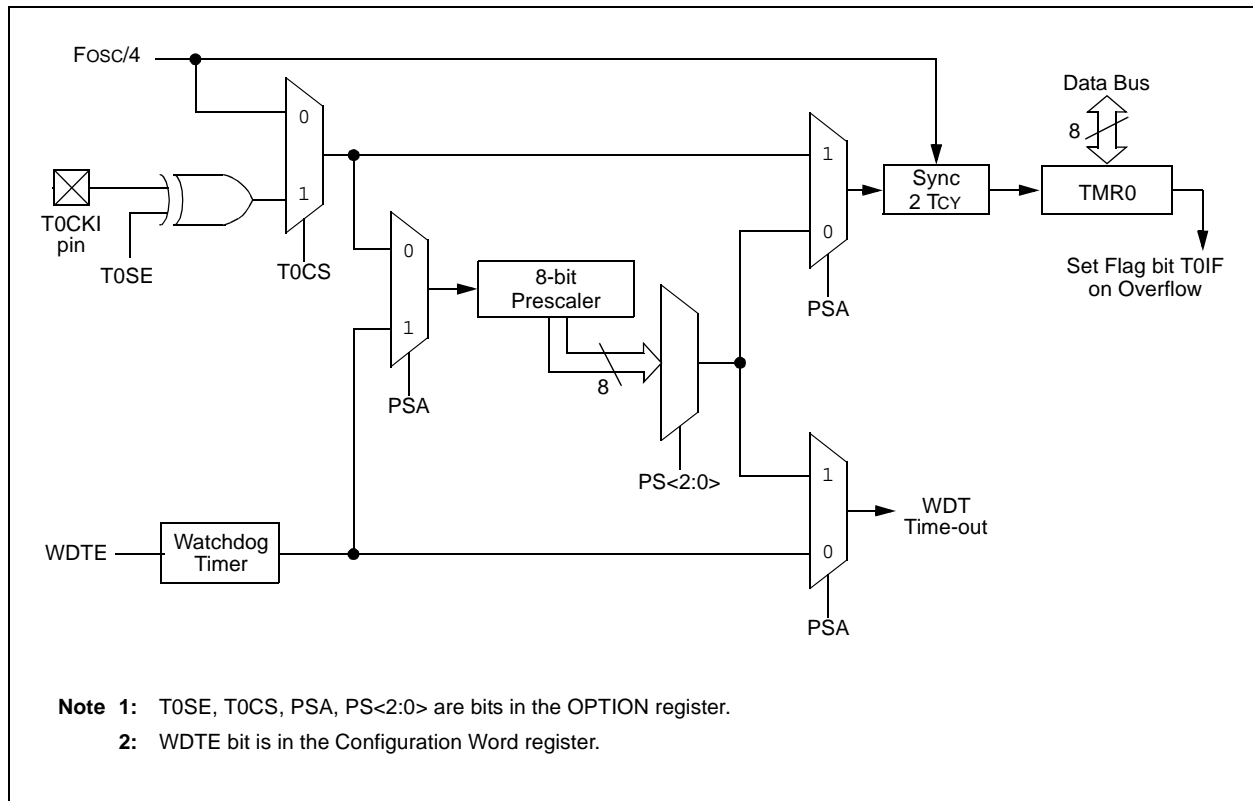 FOSC/4
Data Bus
0
8
1
Sync
2 TCY
TMR0
1
T0CKI
pin
T0SE
T0CS
0
8-bit
Prescaler
0
PSA
Set Flag bit T0IF
on Overflow
1
8
PSA
PS<2:0>
1
WDT
Time-out
WDTE
Watchdog
Timer
0
PSA
Note 1: T0SE, T0CS, PSA, PS<2:0> are bits in the OPTION register.
2: WDTE bit is in the Configuration Word register.